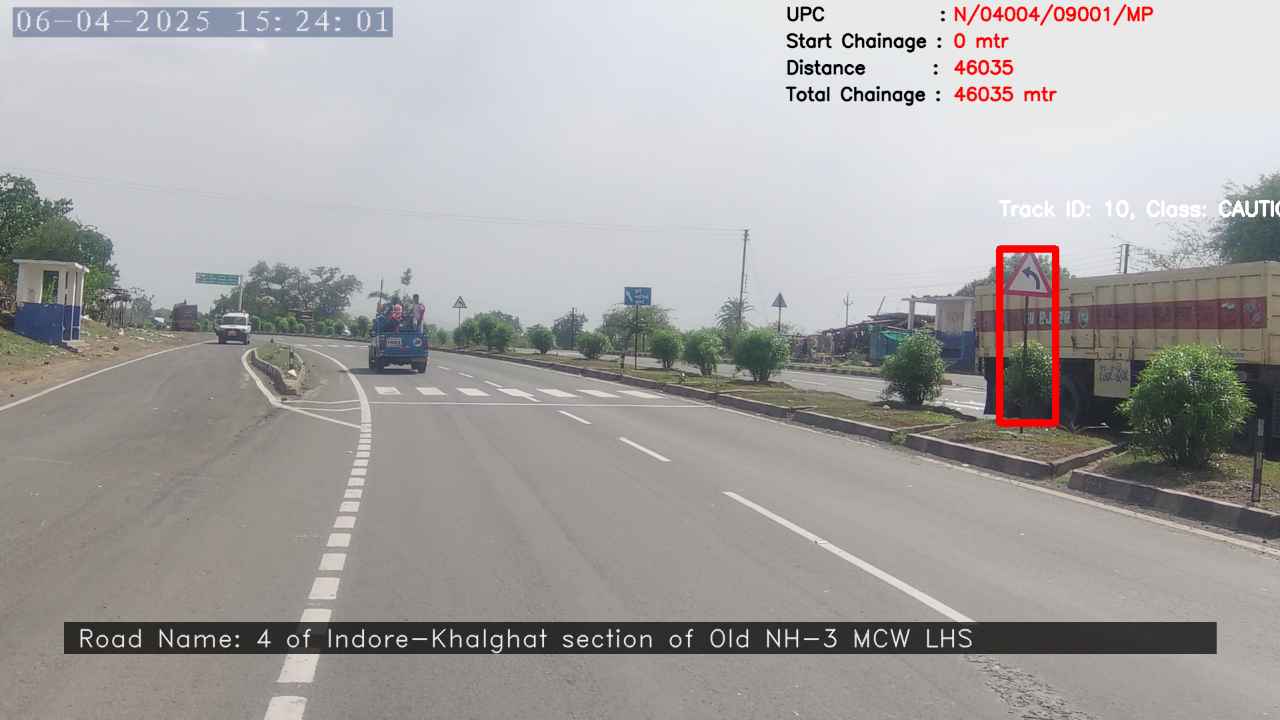 06-04-2025 15:24:01
UPC : N/04004/09001/MP
Start Chainage : 0 mtr
Distance : 46035
Total Chainage : 46035 mtr
Track ID: 10, Class: CAUTIO
Road Name: 4 of Indore-Khalghat section of Old NH-3 MCW LHS